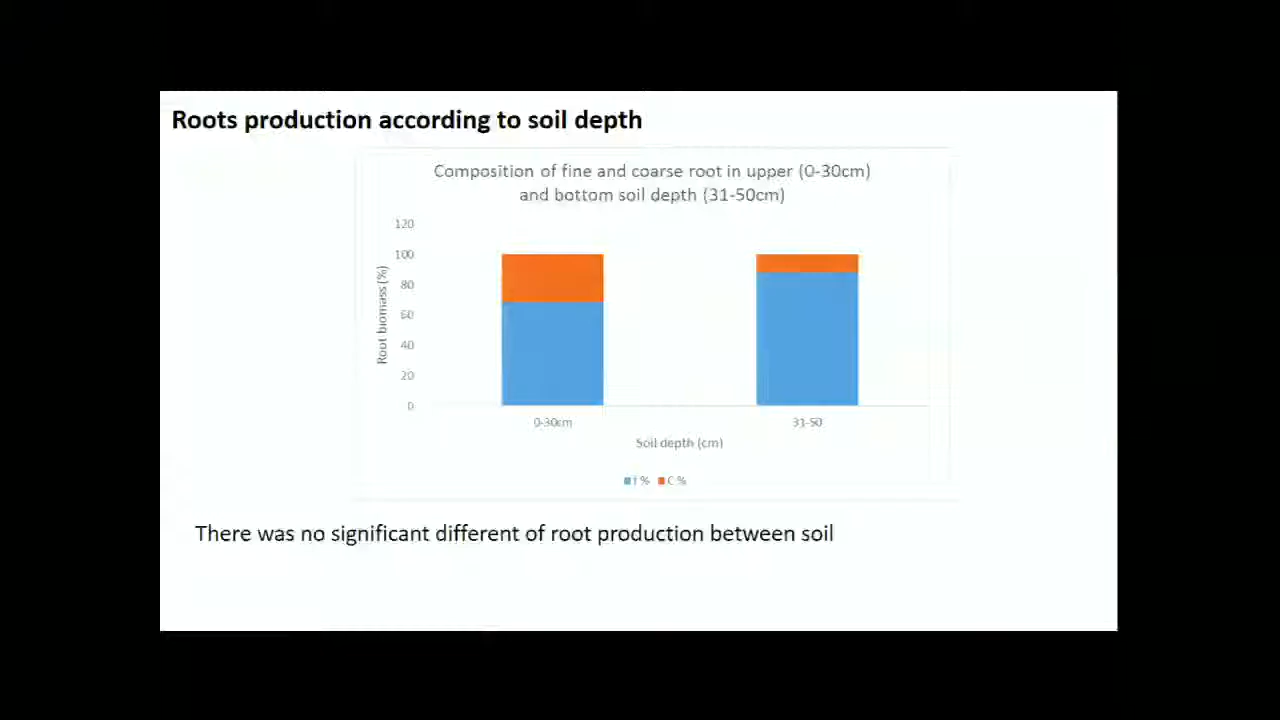 Roots production according to soil depth
Composition of fine and coarse root in upper (0-30cm)
and bottom soil depth (31-50cm)
120
100
80
60
40
20
0
Root biomass (%)
0-30cm
31-50
Soil depth (cm)
f % C %
There was no significant different of root production between soil